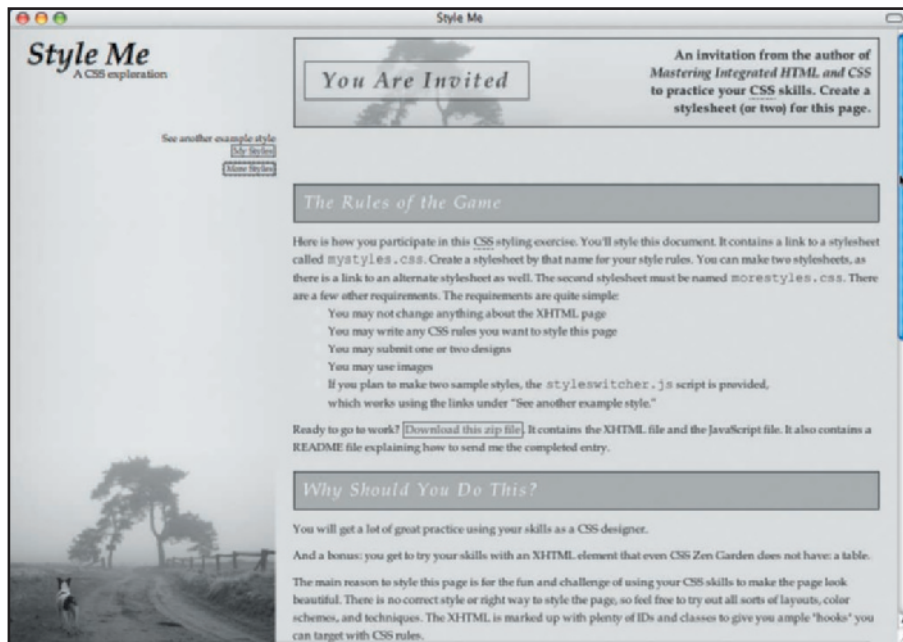 Style Me
Style Me
A CSS exploration
See another example style
My Styles
More Styles
You Are Invited
An invitation from the author of
Mastering Integrated HTML and CSS
to practice your CSS skills. Create a
stylesheet (or two) for this page.
The Rules of the Game
Here is how you participate in this CSS styling exercise. You'll style this document. It contains a link to a stylesheet
called mystyles.css. Create a stylesheet by that name for your style rules. You can make two stylesheets, as
there is a link to an alternate stylesheet as well. The second stylesheet must be named morestyles.css. There
are a few other requirements. The requirements are quite simple:
You may not change anything about the XHTML page
You may write any CSS rules you want to style this page
You may submit one or two designs
You may use images
If you plan to make two sample styles, the styleswitcher.js script is provided,
which works using the links under "See another example style."
Ready to go to work? Download this zip file. It contains the XHTML file and the JavaScript file. It also contains a
README file explaining how to send me the completed entry.
Why Should You Do This?
You will get a lot of great practice using your skills as a CSS designer.
And a bonus: you get to try your skills with an XHTML element that even CSS Zen Garden does not have: a table.
The main reason to style this page is for the fun and challenge of using your CSS skills to make the page look
beautiful. There is no correct style or right way to style the page, so feel free to try out all sorts of layouts, color
schemes, and techniques. The XHTML is marked up with plenty of IDs and classes to give you ample "hooks" you
can target with CSS rules.